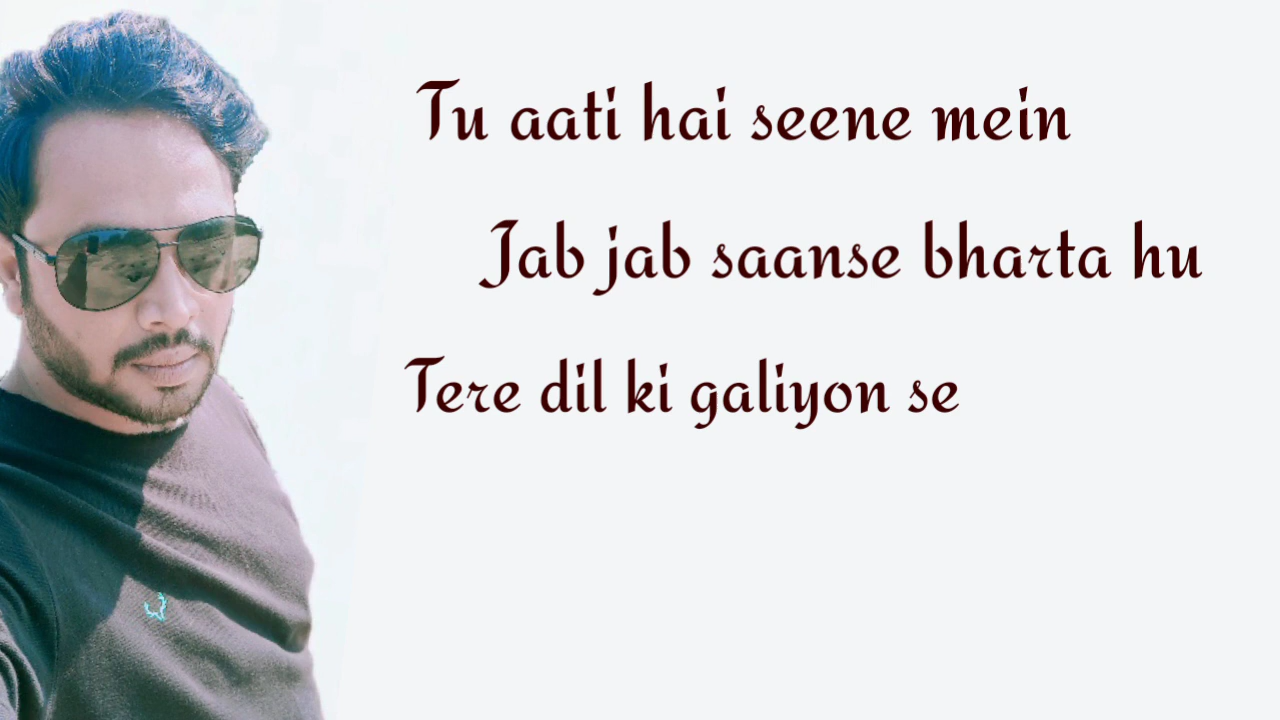 Tu aati hai seene mein
Jab jab saanse bharta hu
Tere dil ki galiyon se